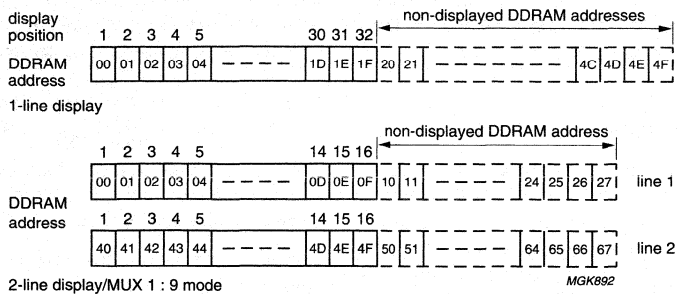 display position non-displayed DDRAM addresses
1 2 3 4 5 30 31 32
DDRAM address 00 01 02 03 04 1D 1E 1F 20 21 4C 4D 4E 4F
1-line display
non-displayed DDRAM address
1 2 3 4 5 14 15 16
00 01 02 03 04 0D 0E 0F 10 11 24 25 26 27 line 1
DDRAM address
1 2 3 4 5 14 15 16
40 41 42 43 44 4D 4E 4F 50 51 64 65 66 67 line 2
2-line display/MUX 1 : 9 mode MGK892